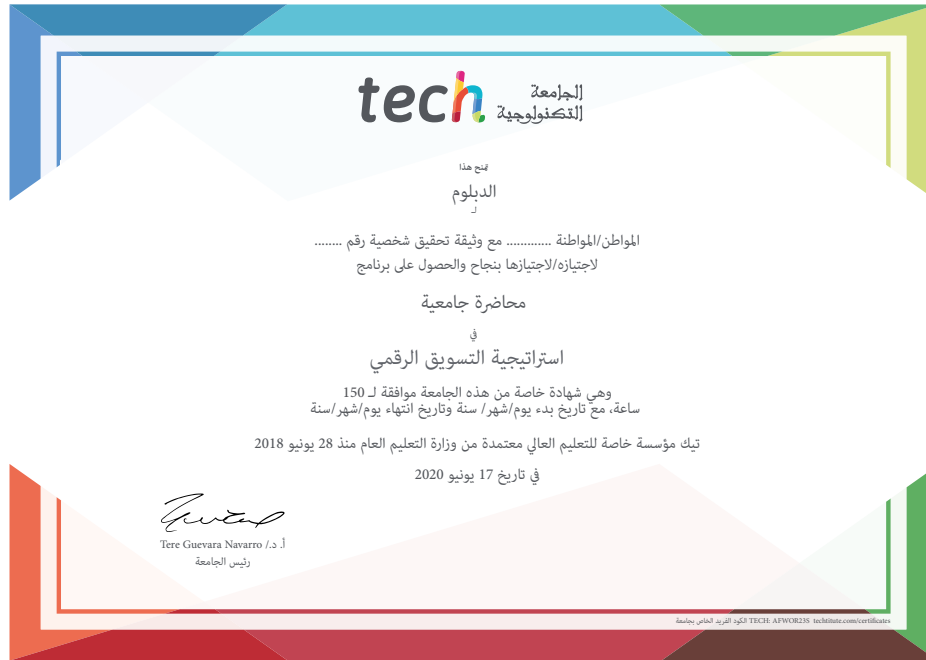 tech الجامعة
التكنولوجية
تمنح هذا
الدبلوم
لـ
المواطن/المواطنة ............. مع وثيقة تحقيق شخصية رقم ........
لاجتيازه/لاجتيازها بنجاح والحصول على برنامج
محاضرة جامعية
في
استراتيجية التسويق الرقمي
وهي شهادة خاصة من هذه الجامعة موافقة لـ 150
ساعة، مع تاريخ بدء يوم/شهر/ سنة وتاريخ انتهاء يوم/شهر/سنة
تيك مؤسسة خاصة للتعليم العالي معتمدة من وزارة التعليم العام منذ 28 يونيو 2018
في تاريخ 17 يونيو 2020
أ. د./ Tere Guevara Navarro
رئيس الجامعة
الكود الفريد الخاص بجامعة TECH: AFWOR23S techtitute.com/certificates